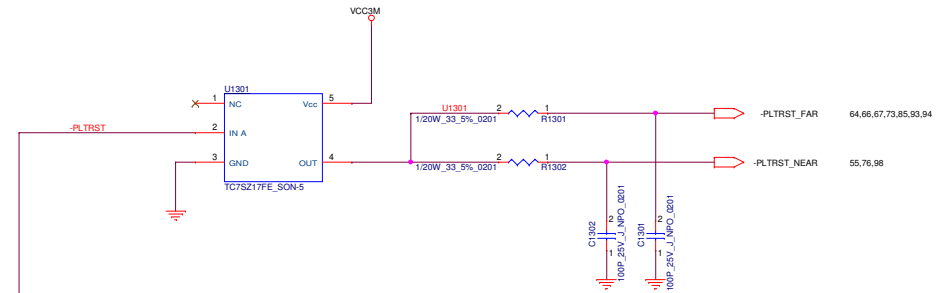 VCC3M
U1301
1 NC
Vcc 5
U1301
2
1
1/20W_33_5%_0201
R1301
-PLTRST_FAR
64,66,67,73,85,93,94
-PLTRST
2 IN A
3 GND
OUT 4
2
1
1/20W_33_5%_0201
R1302
-PLTRST_NEAR
55,76,98
TC7SZ17FE_SON-5
C1302
2
1
100P_25V_J_NPO_0201
C1301
2
1
100P_25V_J_NPO_0201